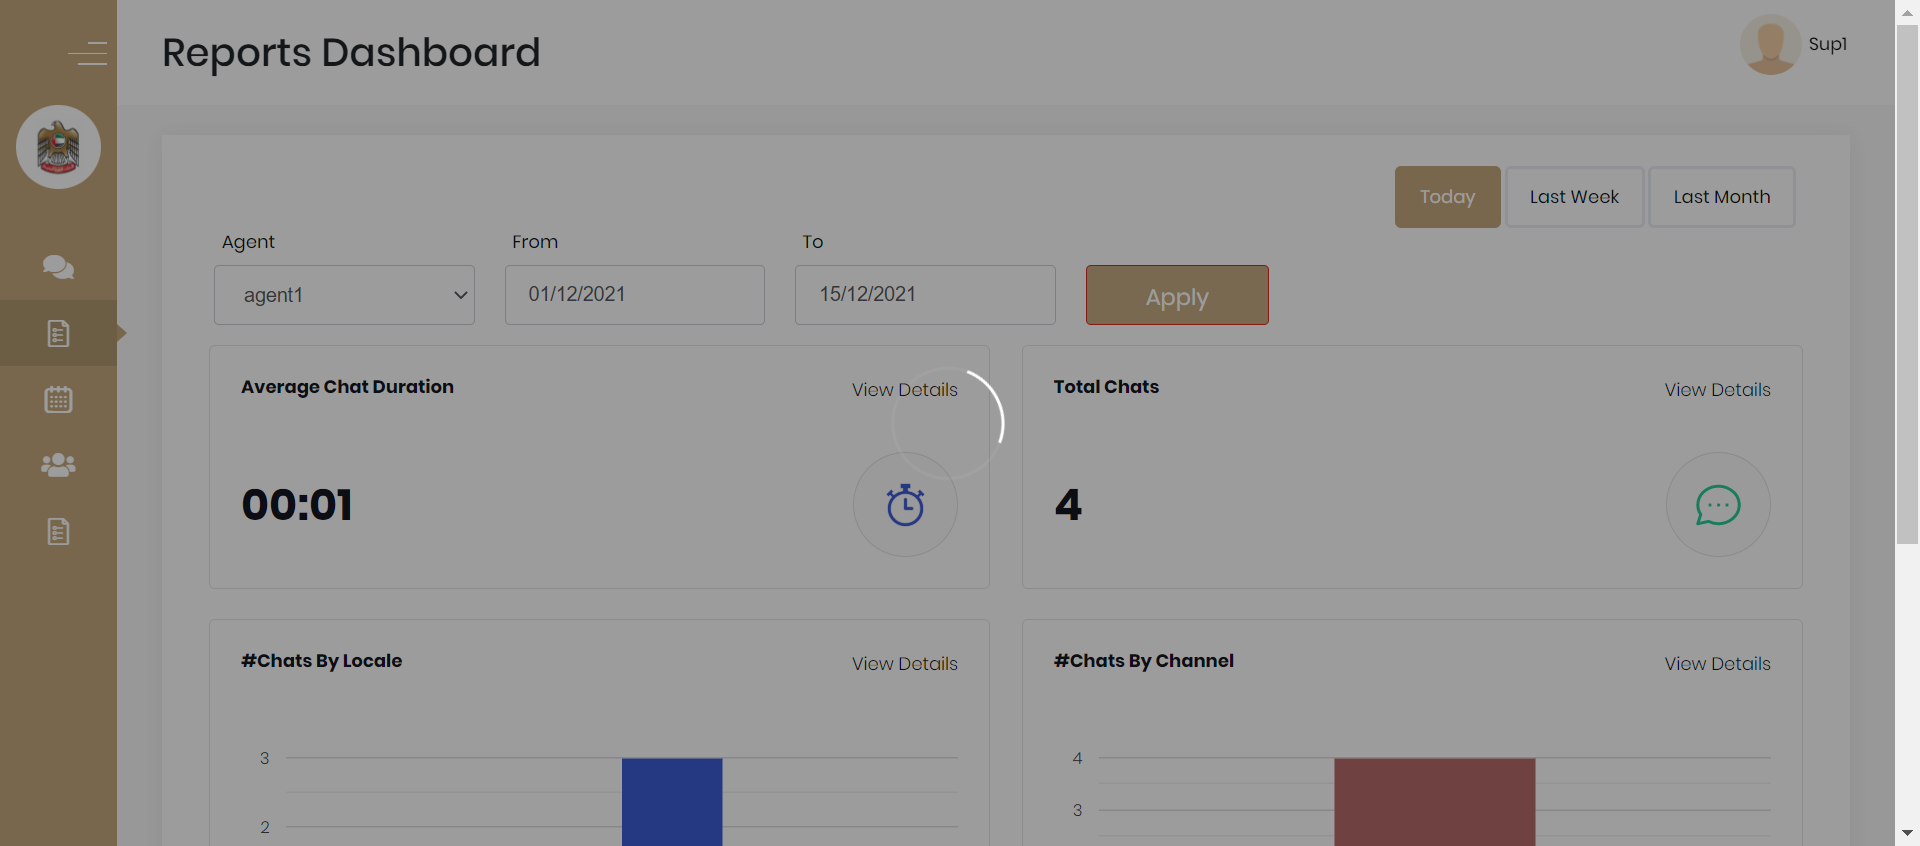 Reports Dashboard
Sup1
Today
Last Week
Last Month
Agent
From
To
agent1
01/12/2021
15/12/2021
Apply
Average Chat Duration
View Details
Total Chats
View Details
00:01
4
#Chats By Locale
View Details
#Chats By Channel
View Details
3
2
4
3